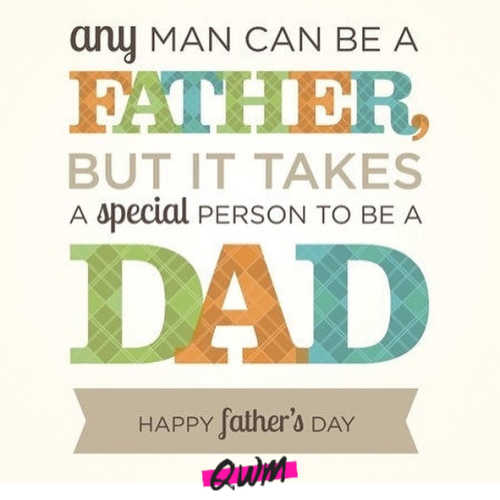 any MAN CAN BE A
FATHER,
BUT IT TAKES
A special PERSON TO BE A
DAD
HAPPY father's DAY
QWM